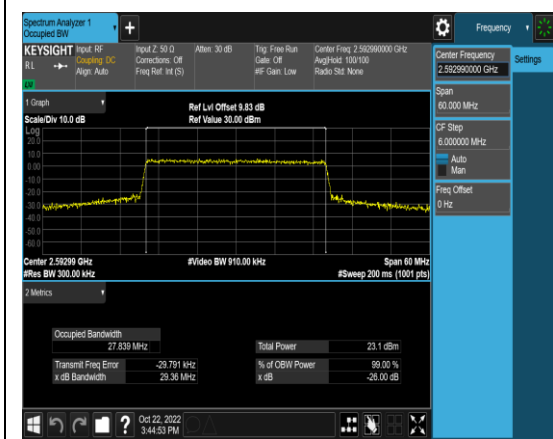 Spectrum Analyzer 1
Occupied BW
Frequency
KEYSIGHT
Input: RF
Input Z: 50 Ω
Atten: 30 dB
Trig: Free Run
Center Freq: 2.592990000 GHz
RL
Coupling: DC
Corrections: Off
Gate: Off
Avg|Hold: 100/100
Align: Auto
Freq Ref: Int (S)
#IF Gain: Low
Radio Std: None
Center Frequency
2.592990000 GHz
Settings
Span
60.000 MHz
CF Step
6.000000 MHz
Auto
Man
Freq Offset
0 Hz
1 Graph
Ref Lvl Offset 9.83 dB
Scale/Div 10.0 dB
Ref Value 30.00 dBm
Log
20.0
10.0
0.00
-10.0
-20.0
-30.0
-40.0
-50.0
-60.0
Center 2.59299 GHz
#Video BW 910.00 kHz
Span 60 MHz
#Res BW 300.00 kHz
#Sweep 200 ms (1001 pts)
2 Metrics
Occupied Bandwidth
27.839 MHz
Total Power
23.1 dBm
Transmit Freq Error
-29.791 kHz
% of OBW Power
99.00 %
x dB Bandwidth
29.36 MHz
x dB
-26.00 dB
Oct 22, 2022
3:44:53 PM